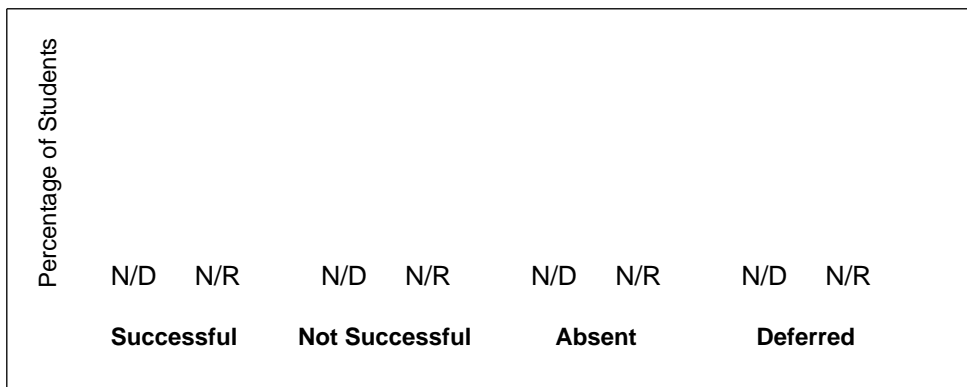 Percentage of Students
N/D N/R N/D N/R N/D N/R N/D N/R
Successful Not Successful Absent Deferred